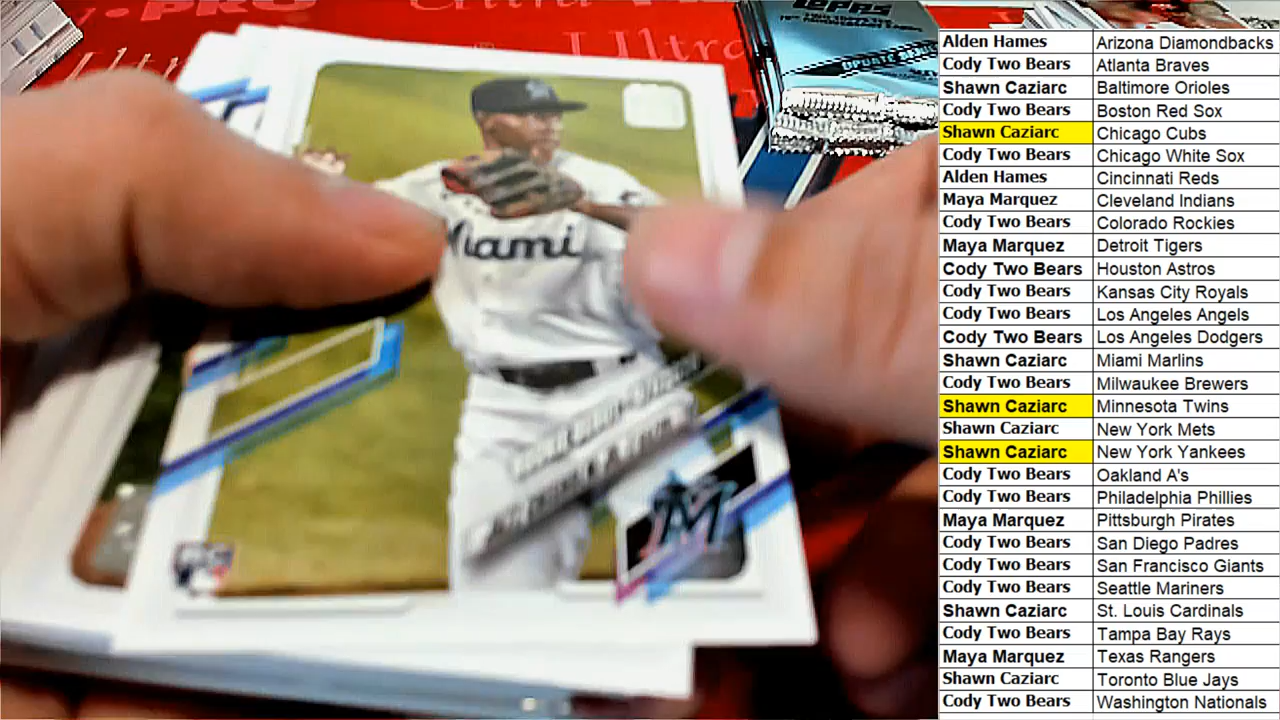 PRO
Ultra
topps
UPDATE SERIES
Miami
RC
Alden Hames Arizona Diamondbacks
Cody Two Bears Atlanta Braves
Shawn Caziarc Baltimore Orioles
Cody Two Bears Boston Red Sox
Shawn Caziarc Chicago Cubs
Cody Two Bears Chicago White Sox
Alden Hames Cincinnati Reds
Maya Marquez Cleveland Indians
Cody Two Bears Colorado Rockies
Maya Marquez Detroit Tigers
Cody Two Bears Houston Astros
Cody Two Bears Kansas City Royals
Cody Two Bears Los Angeles Angels
Cody Two Bears Los Angeles Dodgers
Shawn Caziarc Miami Marlins
Cody Two Bears Milwaukee Brewers
Shawn Caziarc Minnesota Twins
Shawn Caziarc New York Mets
Shawn Caziarc New York Yankees
Cody Two Bears Oakland A's
Cody Two Bears Philadelphia Phillies
Maya Marquez Pittsburgh Pirates
Cody Two Bears San Diego Padres
Cody Two Bears San Francisco Giants
Cody Two Bears Seattle Mariners
Shawn Caziarc St. Louis Cardinals
Cody Two Bears Tampa Bay Rays
Maya Marquez Texas Rangers
Shawn Caziarc Toronto Blue Jays
Cody Two Bears Washington Nationals